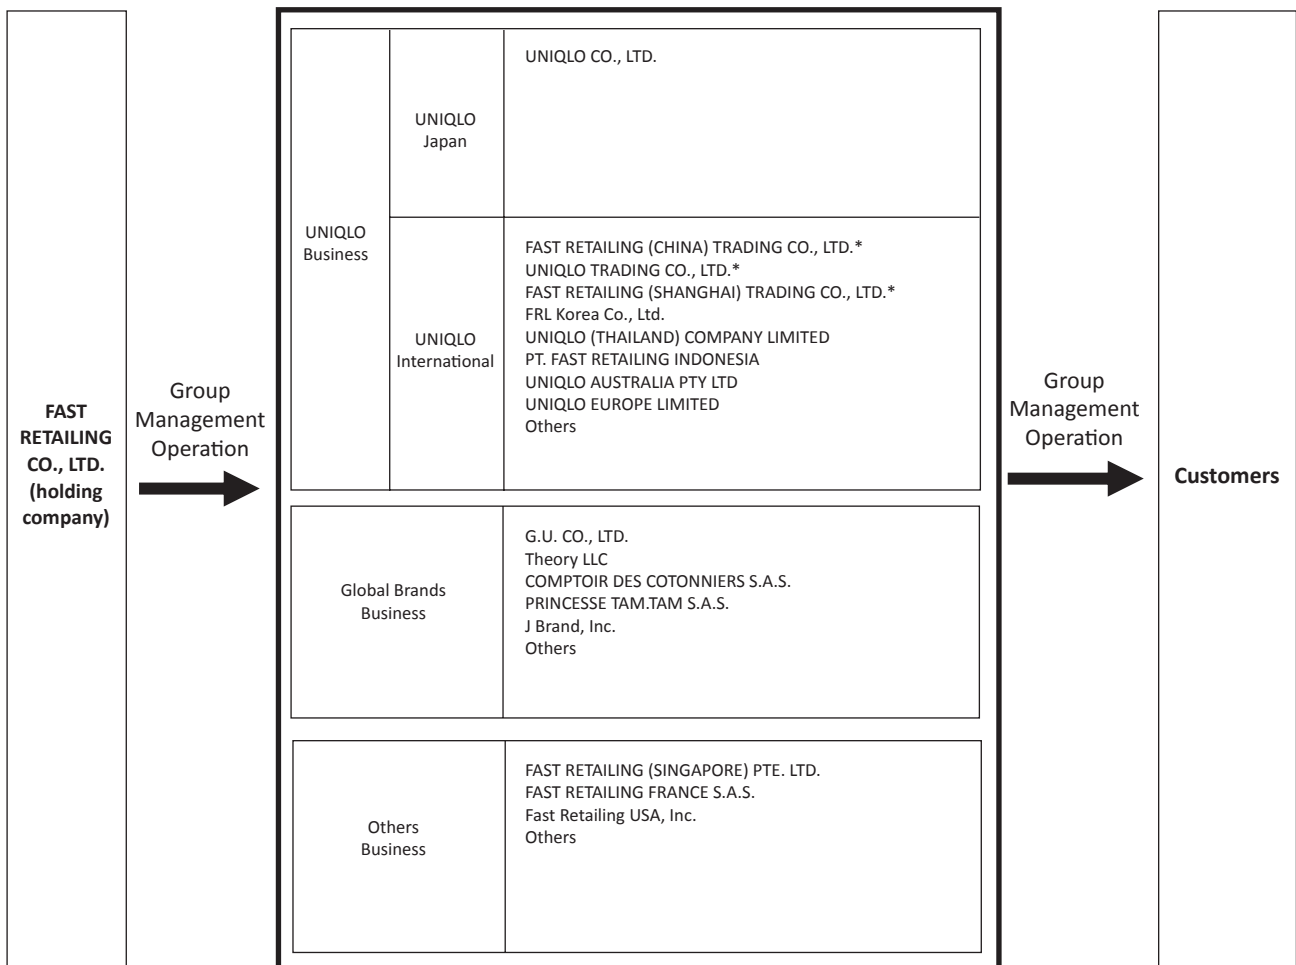 FAST
RETAILING
CO., LTD.
(holding
company)
Group
Management
Operation
UNIQLO
Business
UNIQLO
Japan
UNIQLO CO., LTD.
UNIQLO
International
FAST RETAILING (CHINA) TRADING CO., LTD.*
UNIQLO TRADING CO., LTD.*
FAST RETAILING (SHANGHAI) TRADING CO., LTD.*
FRL Korea Co., Ltd.
UNIQLO (THAILAND) COMPANY LIMITED
PT. FAST RETAILING INDONESIA
UNIQLO AUSTRALIA PTY LTD
UNIQLO EUROPE LIMITED
Others
Global Brands
Business
G.U. CO., LTD.
Theory LLC
COMPTOIR DES COTONNIERS S.A.S.
PRINCESSE TAM.TAM S.A.S.
J Brand, Inc.
Others
Others
Business
FAST RETAILING (SINGAPORE) PTE. LTD.
FAST RETAILING FRANCE S.A.S.
Fast Retailing USA, Inc.
Others
Group
Management
Operation
Customers